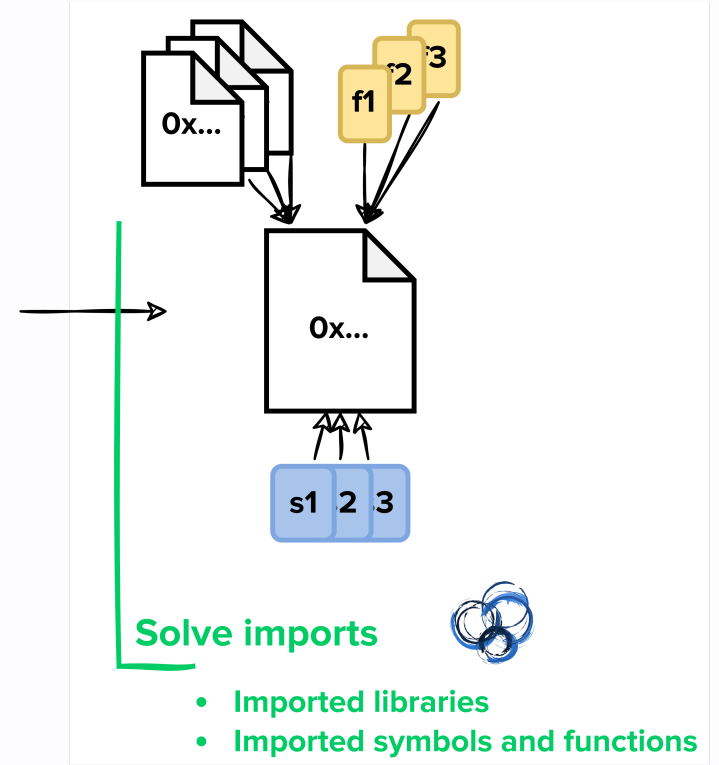 0x...
f1
f2
f3
0x...
s1
2
3
Solve imports
• Imported libraries
• Imported symbols and functions